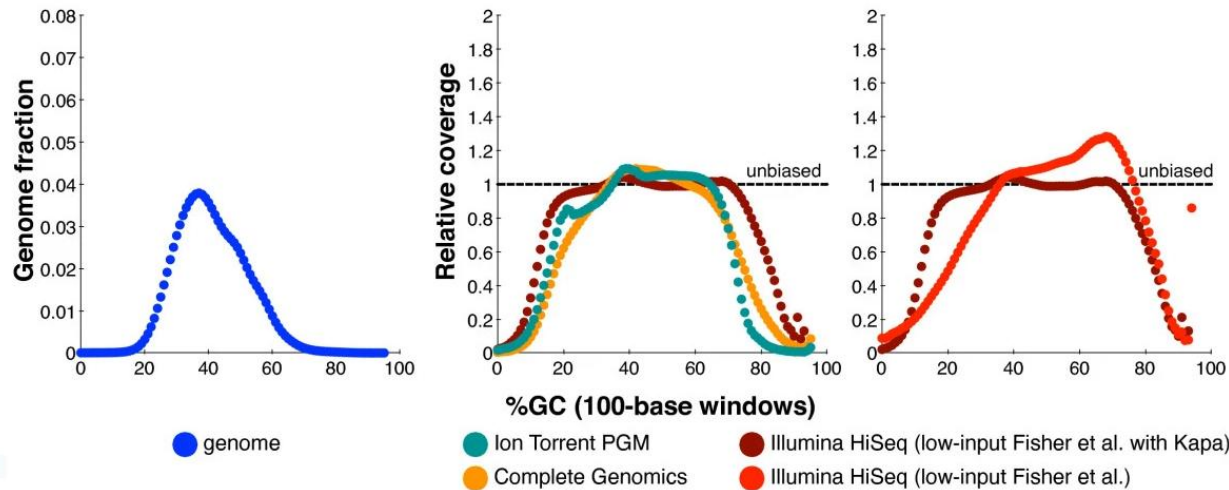 Genome fraction
0.08
0.07
0.06
0.05
0.04
0.03
0.02
0.01
0
0 20 40 60 80 100
Relative coverage
2
1.8
1.6
1.4
1.2
1
0.8
0.6
0.4
0.2
0
unbiased
0 20 40 60 80 100
2
1.8
1.6
1.4
1.2
1
0.8
0.6
0.4
0.2
0
unbiased
0 20 40 60 80 100
%GC (100-base windows)
genome
Ion Torrent PGM
Complete Genomics
Illumina HiSeq (low-input Fisher et al. with Kapa)
Illumina HiSeq (low-input Fisher et al.)